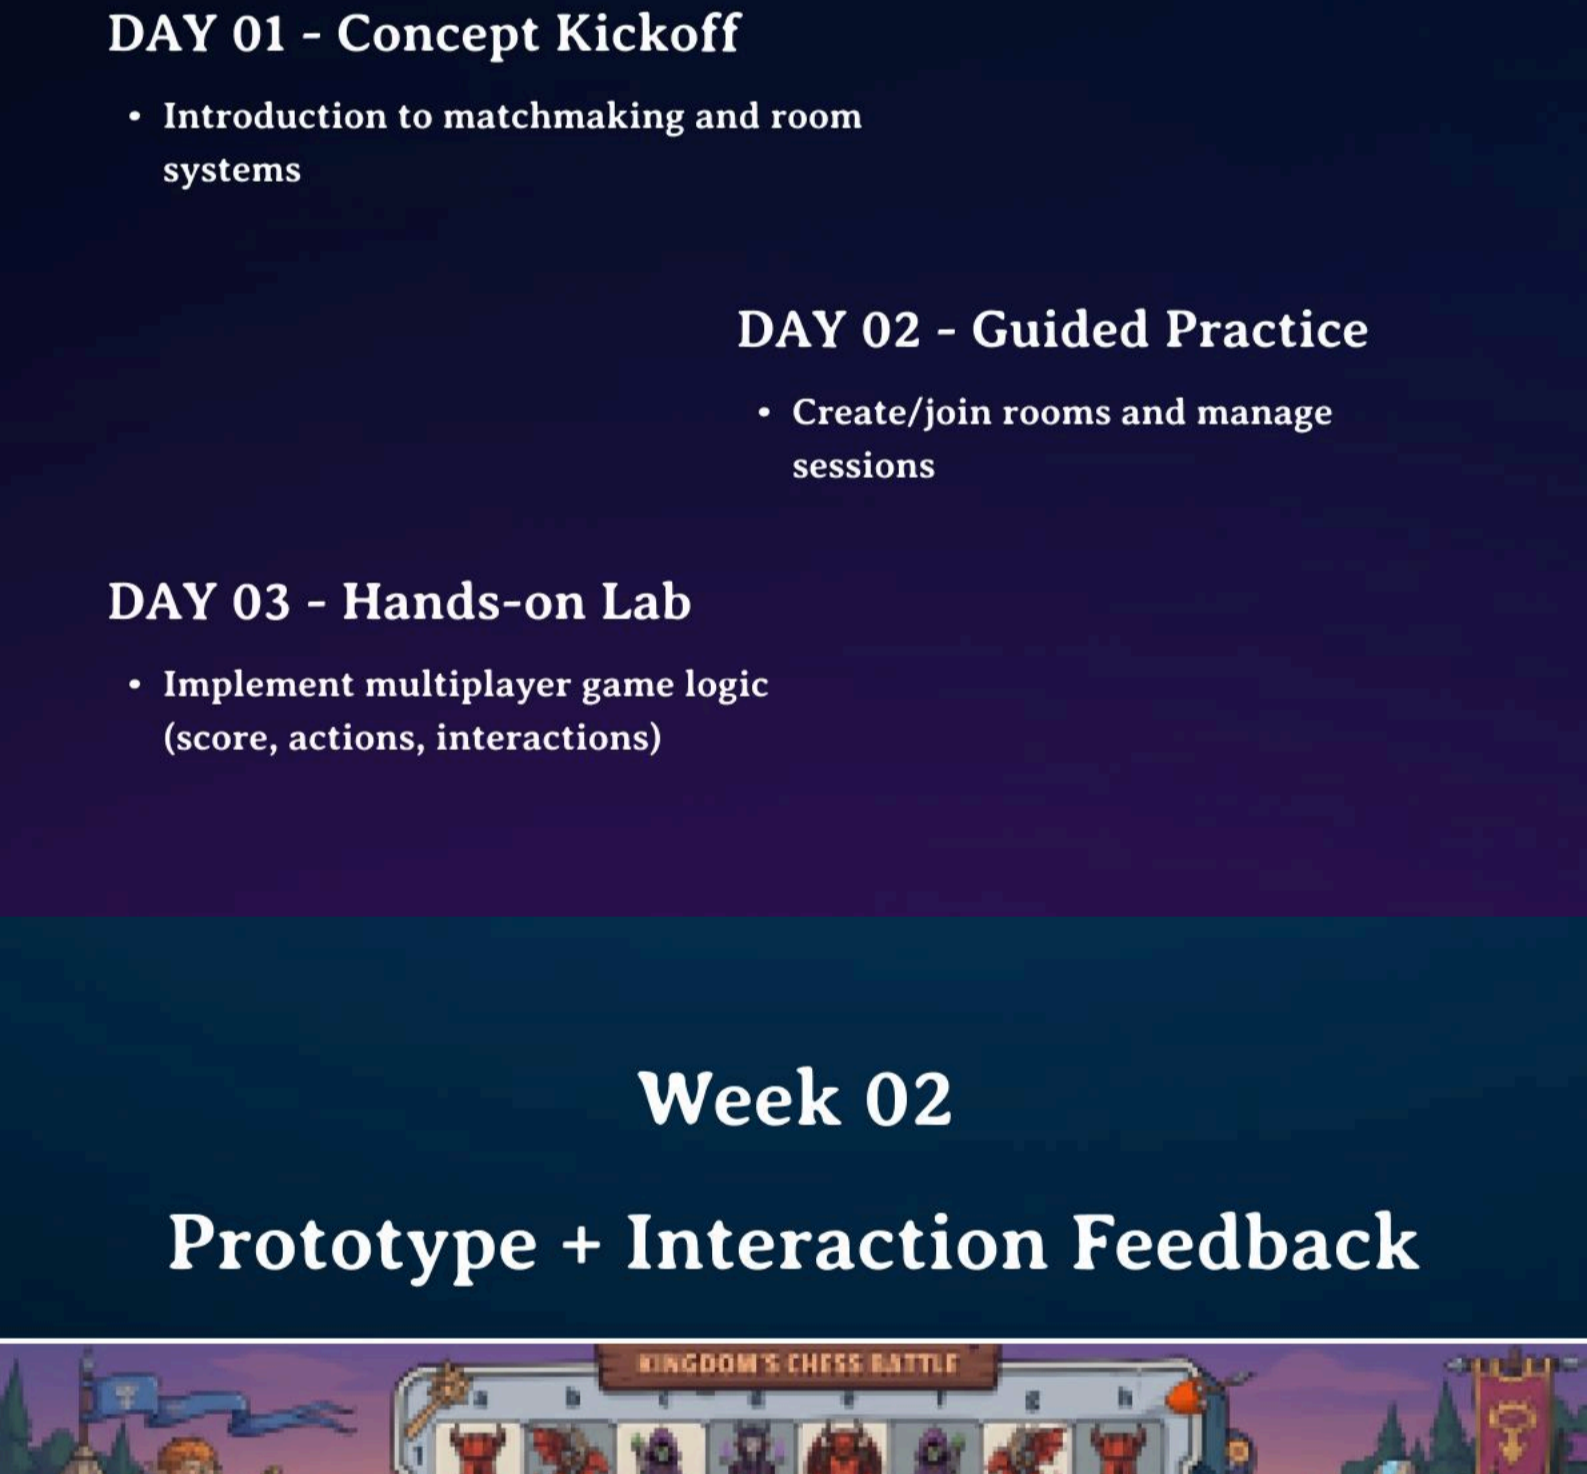 DAY 01 - Concept Kickoff
• Introduction to matchmaking and room
systems
DAY 02 - Guided Practice
• Create/join rooms and manage
sessions
DAY 03 - Hands-on Lab
• Implement multiplayer game logic
(score, actions, interactions)
Week 02
Prototype + Interaction Feedback
KINGDOM'S CHESS BATTLE
a b c d e f g h
1